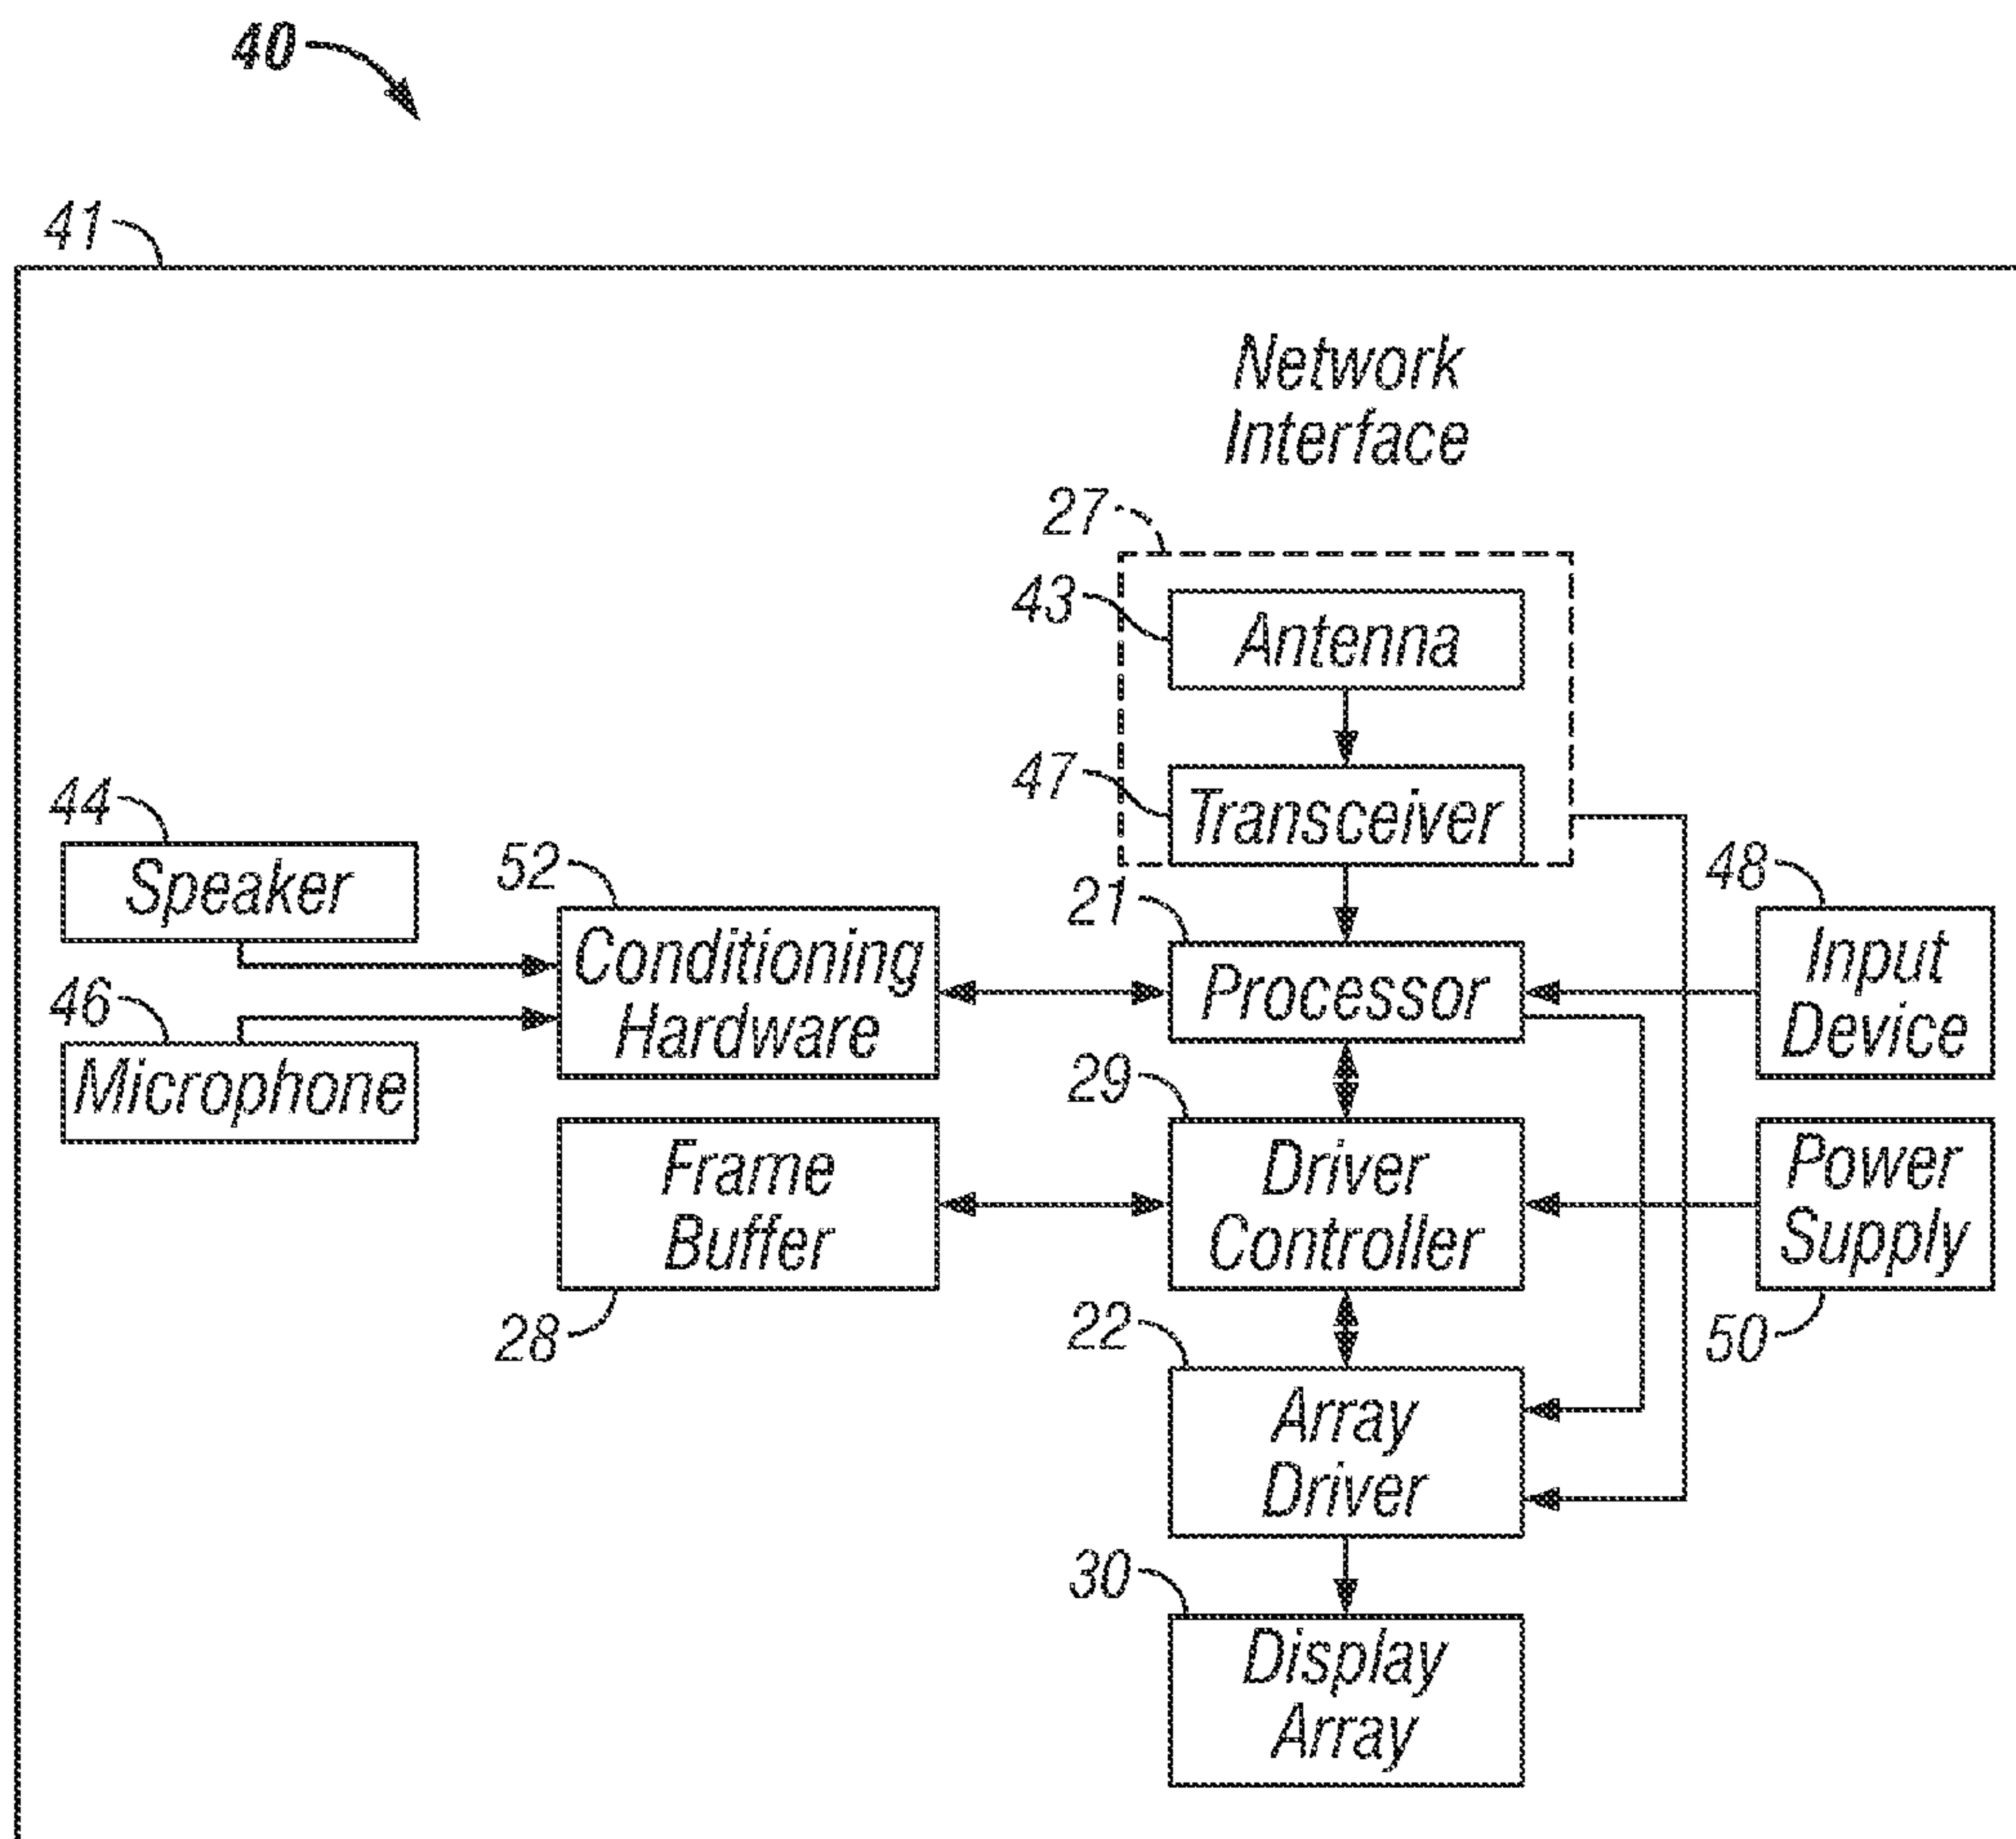 40
41
Network
Interface
27
43
Antenna
47
Transceiver
44
Speaker
52
Conditioning
Hardware
21
Processor
48
Input
Device
46
Microphone
29
Driver
Controller
Frame
Buffer
28
Power
Supply
50
22
Array
Driver
30
Display
Array